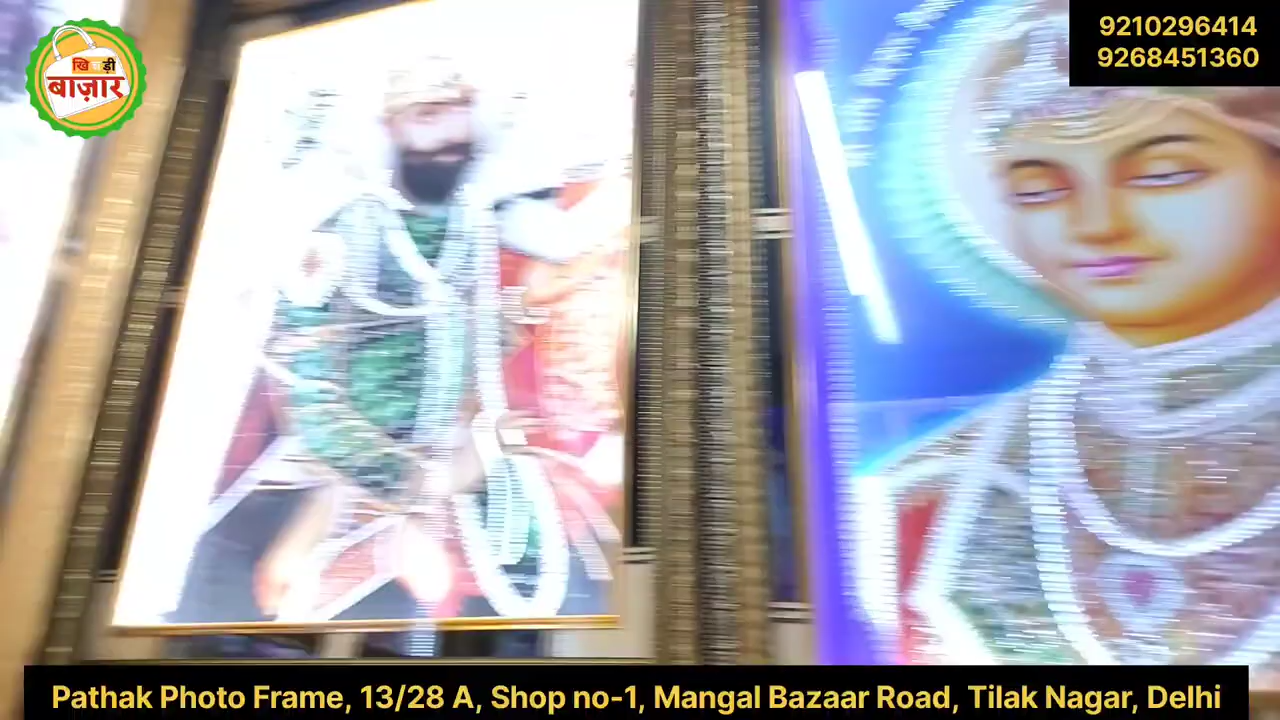 खिचड़ी
बाज़ार
9210296414
9268451360
Pathak Photo Frame, 13/28 A, Shop no-1, Mangal Bazaar Road, Tilak Nagar, Delhi